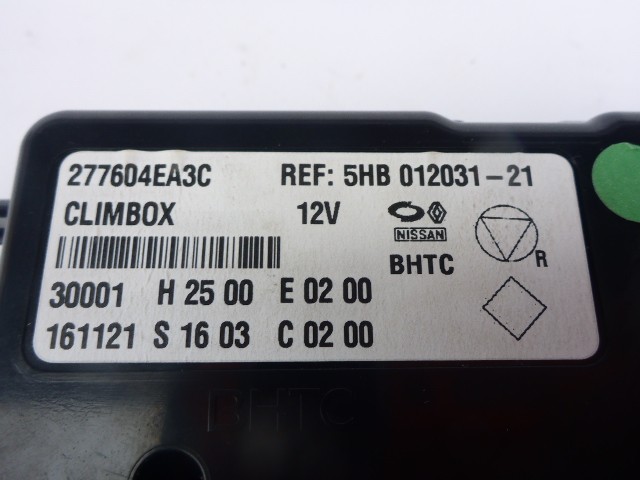 277604EA3C REF: 5HB 012031-21
CLIMBOX 12V
NISSAN
BHTC R
30001 H 25 00 E 02 00
161121 S 16 03 C 02 00
BHTC